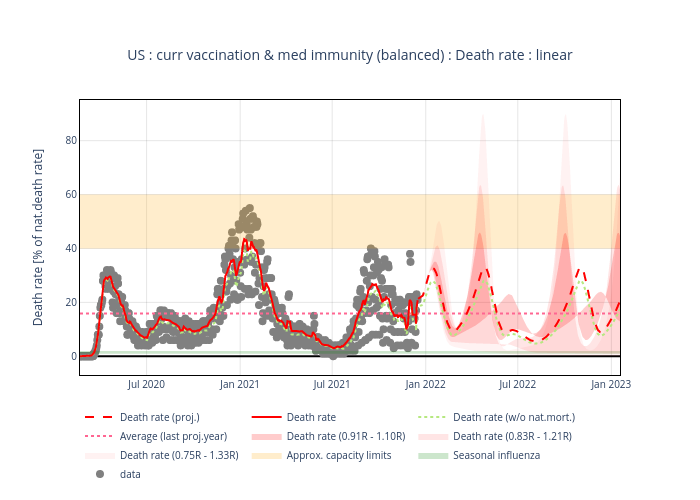 US : curr vaccination & med immunity (balanced) : Death rate : linear
Death rate [% of nat.death rate]
80
60
40
20
0
Jul 2020
Jan 2021
Jul 2021
Jan 2022
Jul 2022
Jan 2023
Death rate (proj.)
Death rate
Death rate (w/o nat.mort.)
Average (last proj.year)
Death rate (0.91R - 1.10R)
Death rate (0.83R - 1.21R)
Death rate (0.75R - 1.33R)
Approx. capacity limits
Seasonal influenza
data